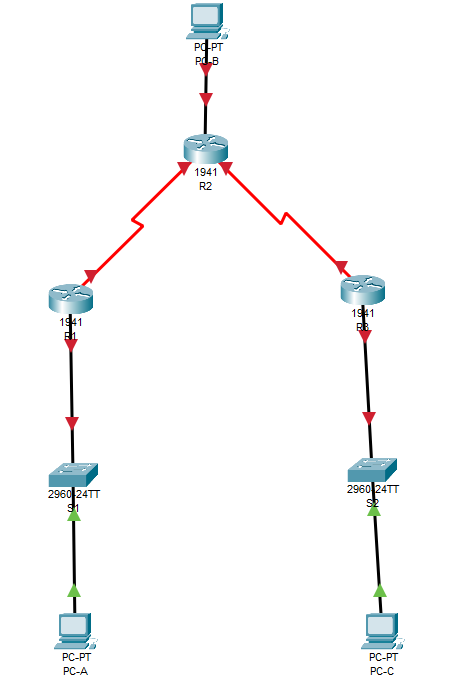 PC-PT
PC-B
1941
R2
1941
R1
1941
R3
2960-24TT
S1
2960-24TT
S2
PC-PT
PC-A
PC-PT
PC-C